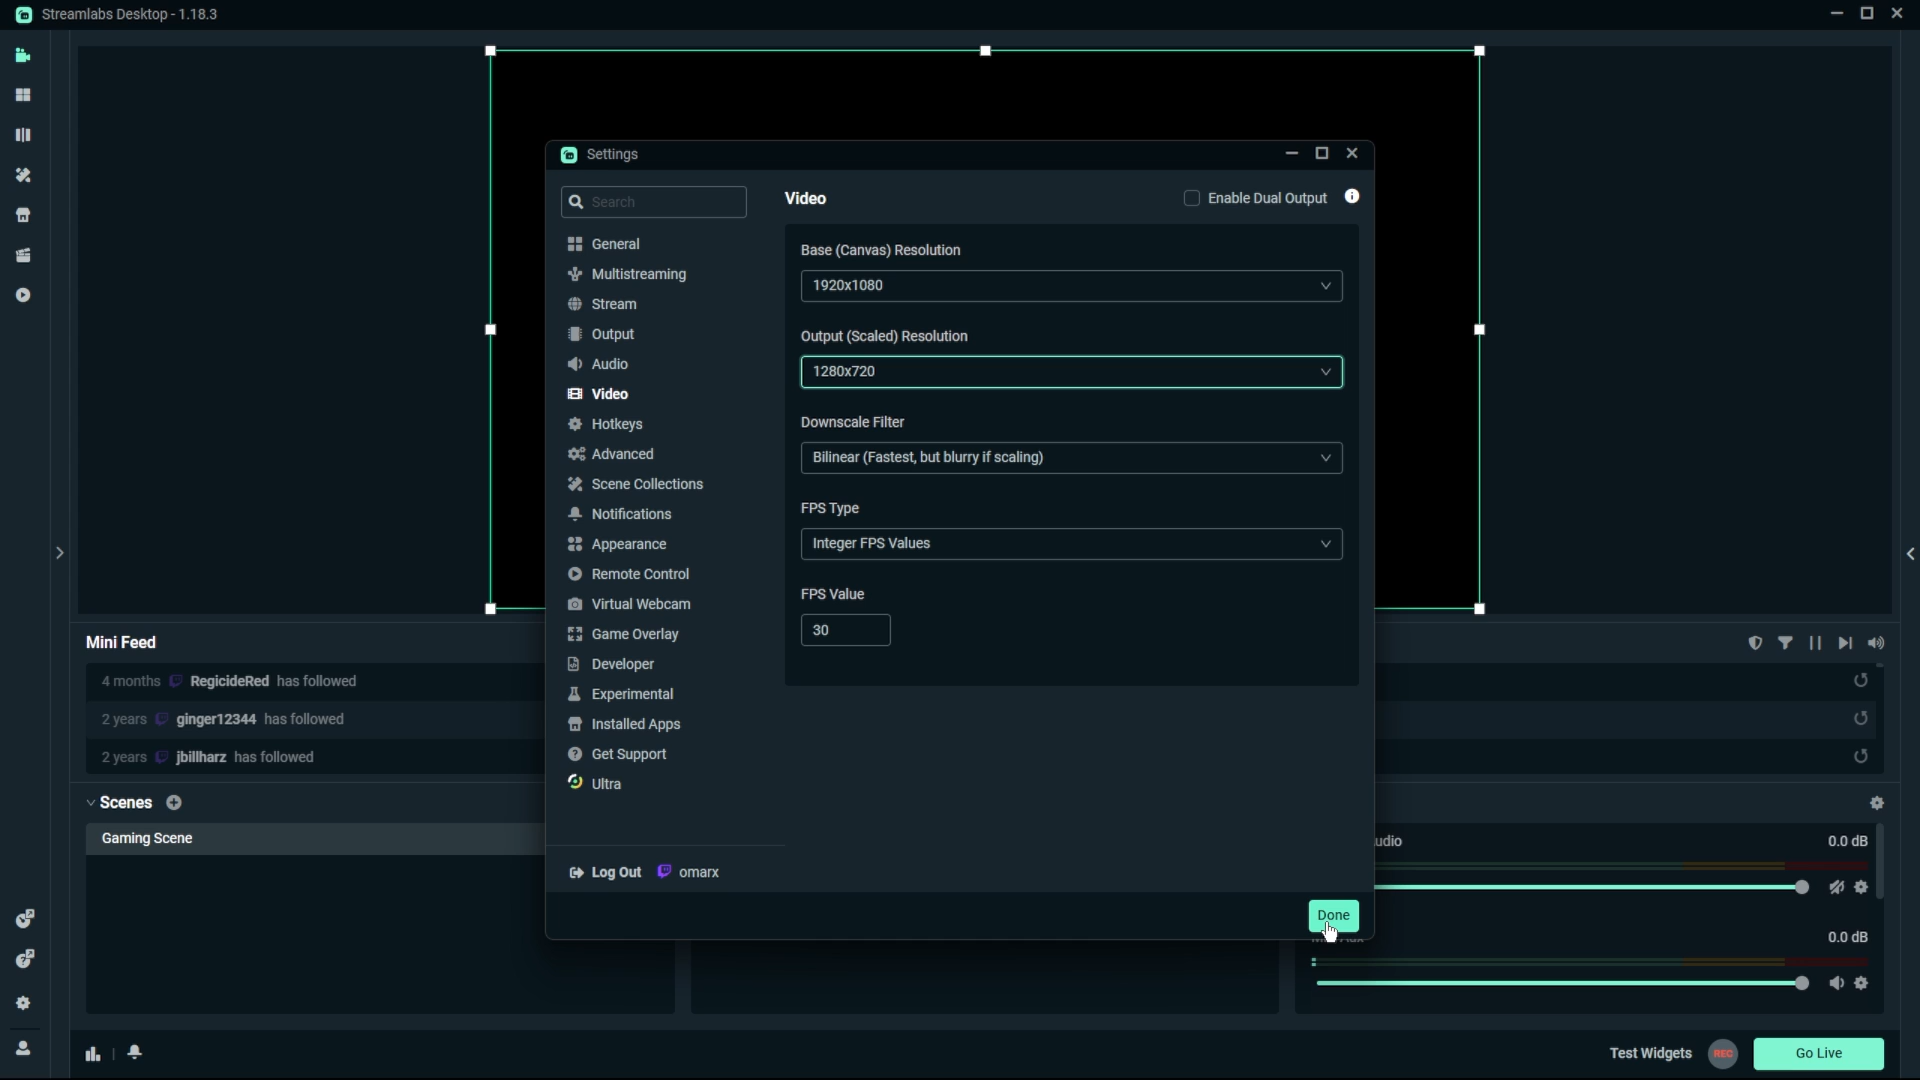 Streamlabs Desktop - 1.18.3
Settings
Search
General
Multistreaming
Stream
Output
Audio
Video
Hotkeys
Advanced
Scene Collections
Notifications
Appearance
Remote Control
Virtual Webcam
Game Overlay
Developer
Experimental
Installed Apps
Get Support
Ultra
Log Out omarx
Video
Enable Dual Output
Base (Canvas) Resolution
1920x1080
Output (Scaled) Resolution
1280x720
Downscale Filter
Bilinear (Fastest, but blurry if scaling)
FPS Type
Integer FPS Values
FPS Value
30
Done
Mini Feed
4 months RegicideRed has followed
2 years ginger12344 has followed
2 years jbillharz has followed
Scenes
Gaming Scene
udio 0.0 dB
0.0 dB
Test Widgets REC Go Live